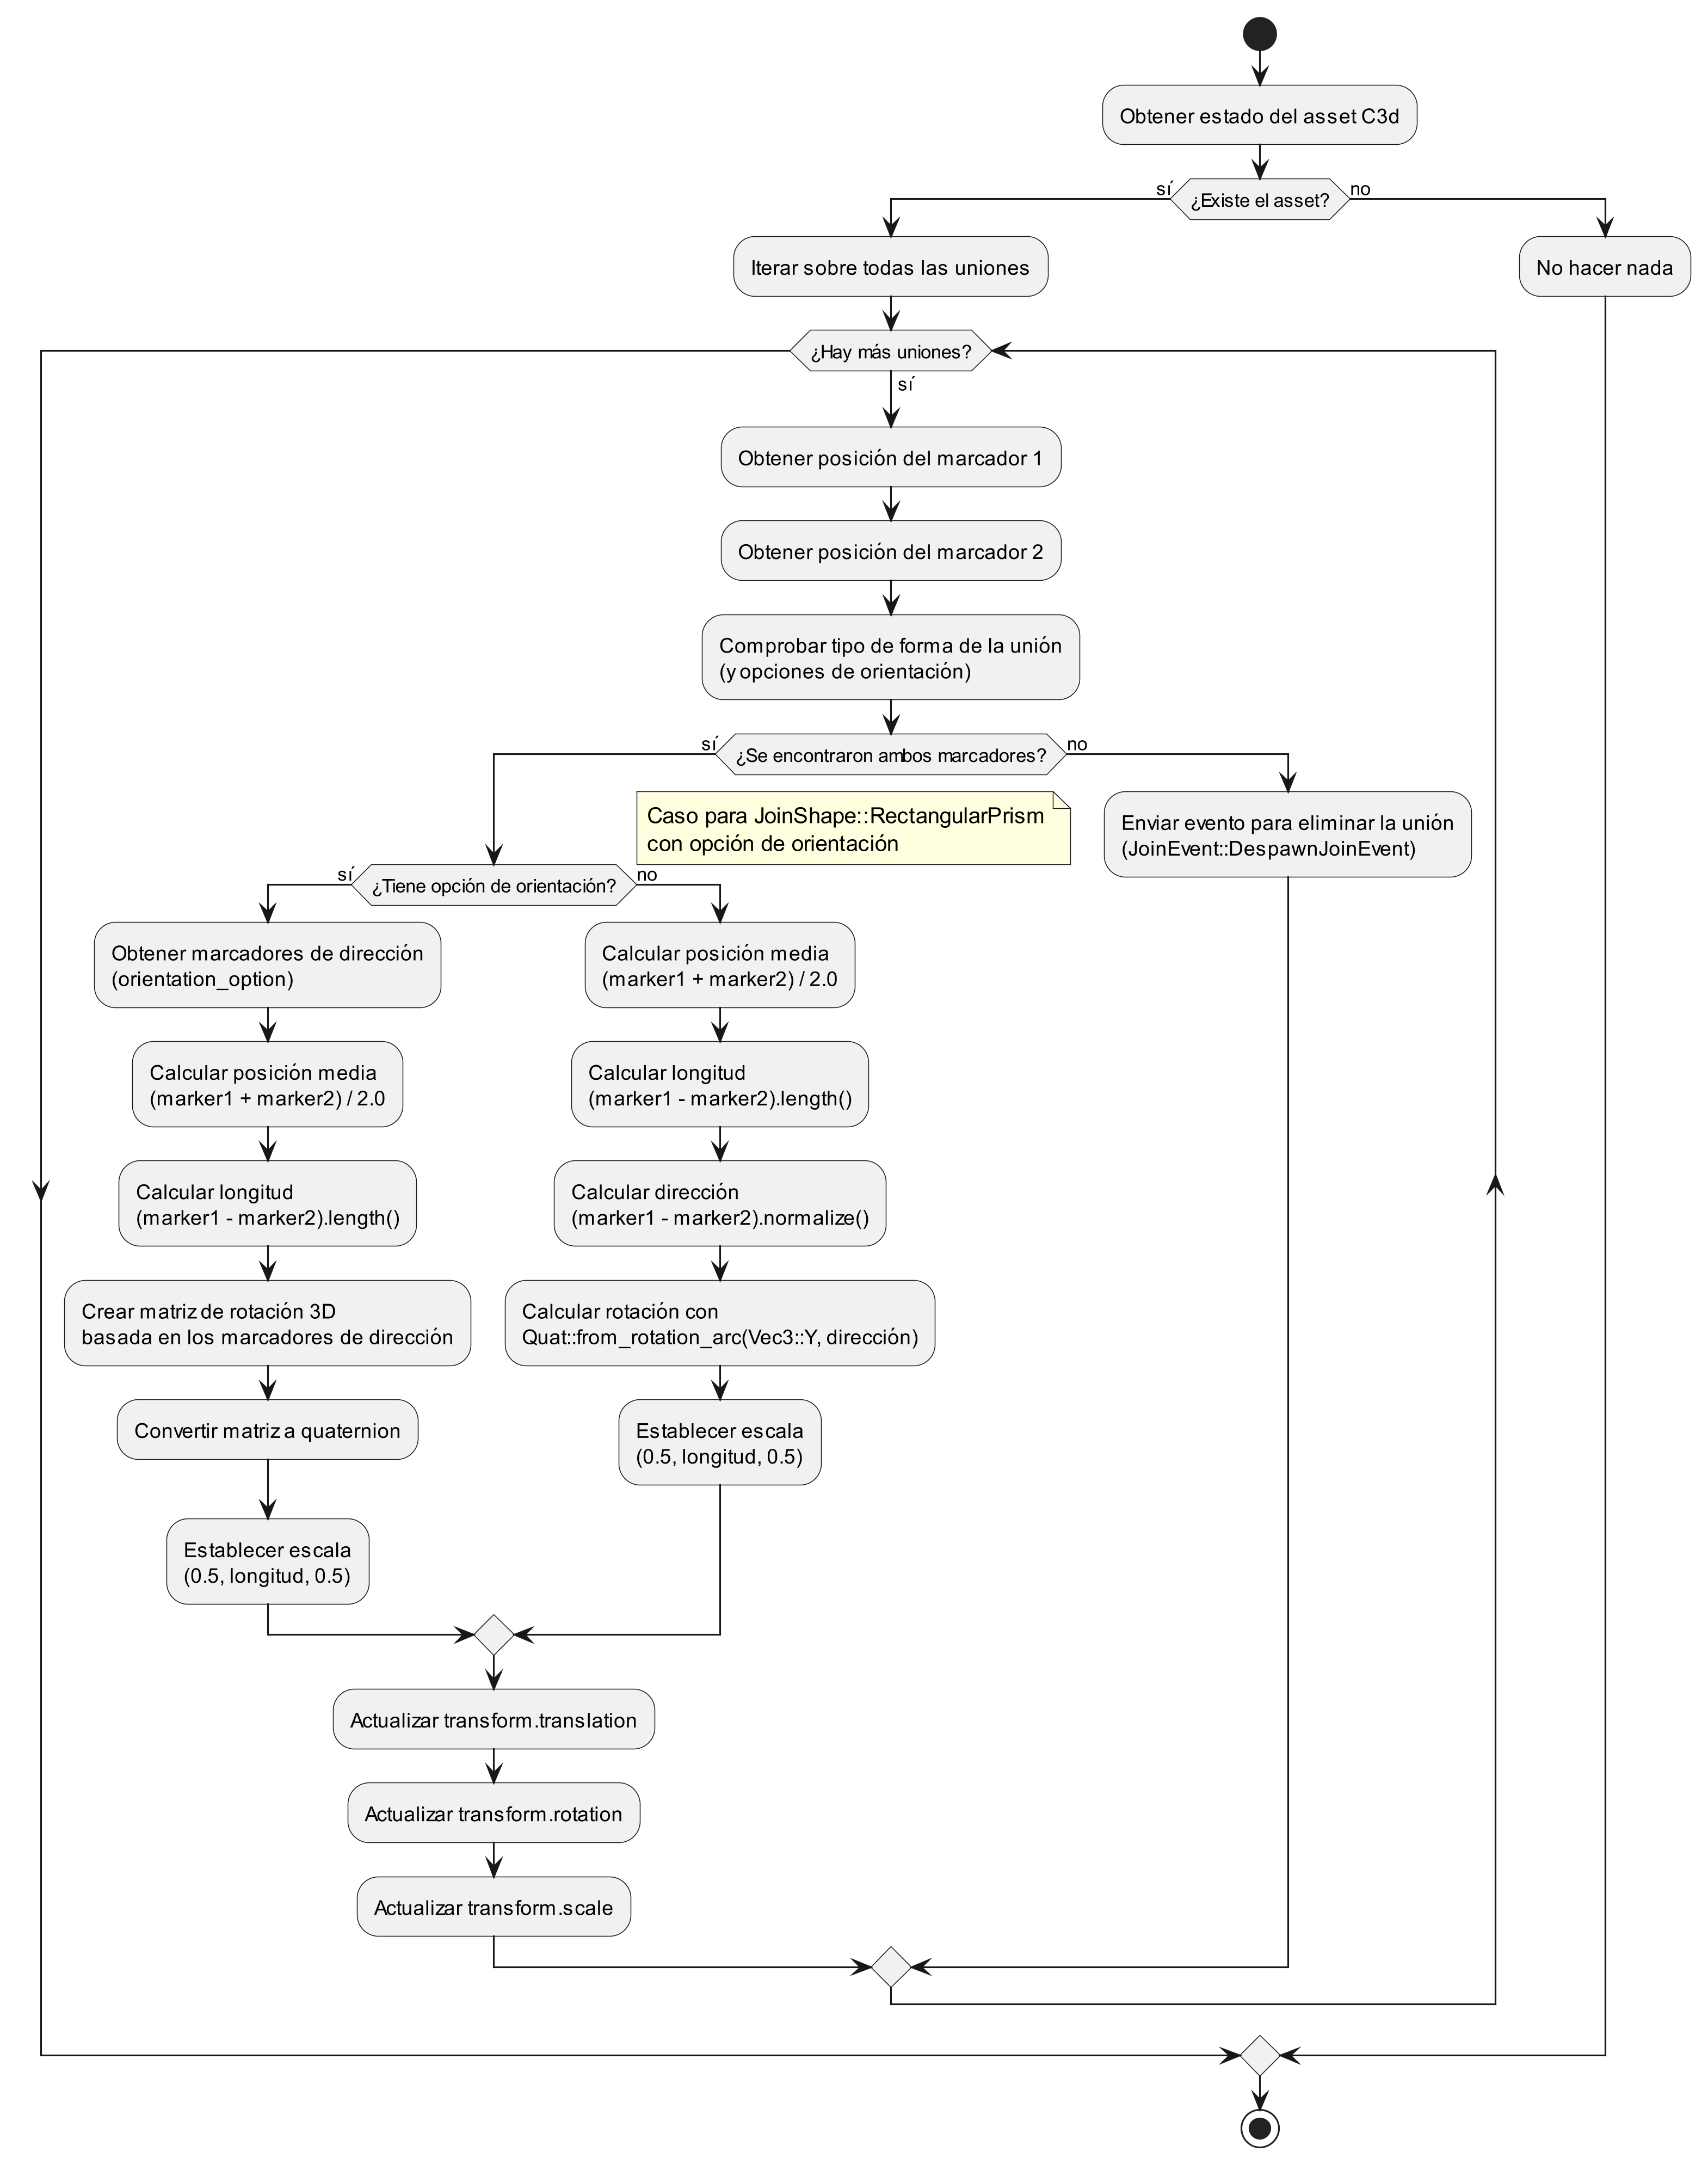 Obtener estado del asset C3d
¿Existe el asset?
sí
no
Iterar sobre todas las uniones
No hacer nada
¿Hay más uniones?
sí
Obtener posición del marcador 1
Obtener posición del marcador 2
Comprobar tipo de forma de la unión
(y opciones de orientación)
¿Se encontraron ambos marcadores?
sí
no
Caso para JoinShape::RectangularPrism
con opción de orientación
Enviar evento para eliminar la unión
(JoinEvent::DespawnJoinEvent)
¿Tiene opción de orientación?
sí
no
Obtener marcadores de dirección
(orientation_option)
Calcular posición media
(marker1 + marker2) / 2.0
Calcular longitud
(marker1 - marker2).length()
Crear matriz de rotación 3D
basada en los marcadores de dirección
Convertir matriz a quaternion
Establecer escala
(0.5, longitud, 0.5)
Calcular posición media
(marker1 + marker2) / 2.0
Calcular longitud
(marker1 - marker2).length()
Calcular dirección
(marker1 - marker2).normalize()
Calcular rotación con
Quat::from_rotation_arc(Vec3::Y, dirección)
Establecer escala
(0.5, longitud, 0.5)
Actualizar transform.translation
Actualizar transform.rotation
Actualizar transform.scale